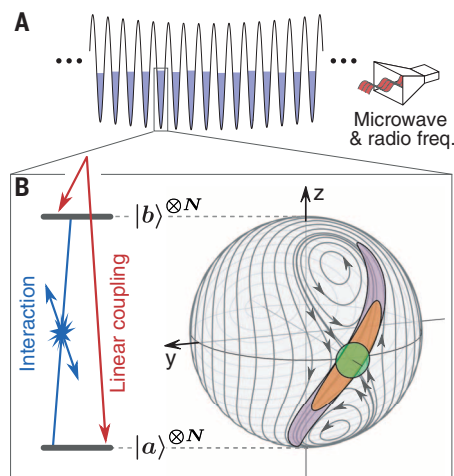 A
... ...
Microwave
& radio freq.
B
z
|b⟩⊗N
Interaction
Linear coupling
y
|a⟩⊗N